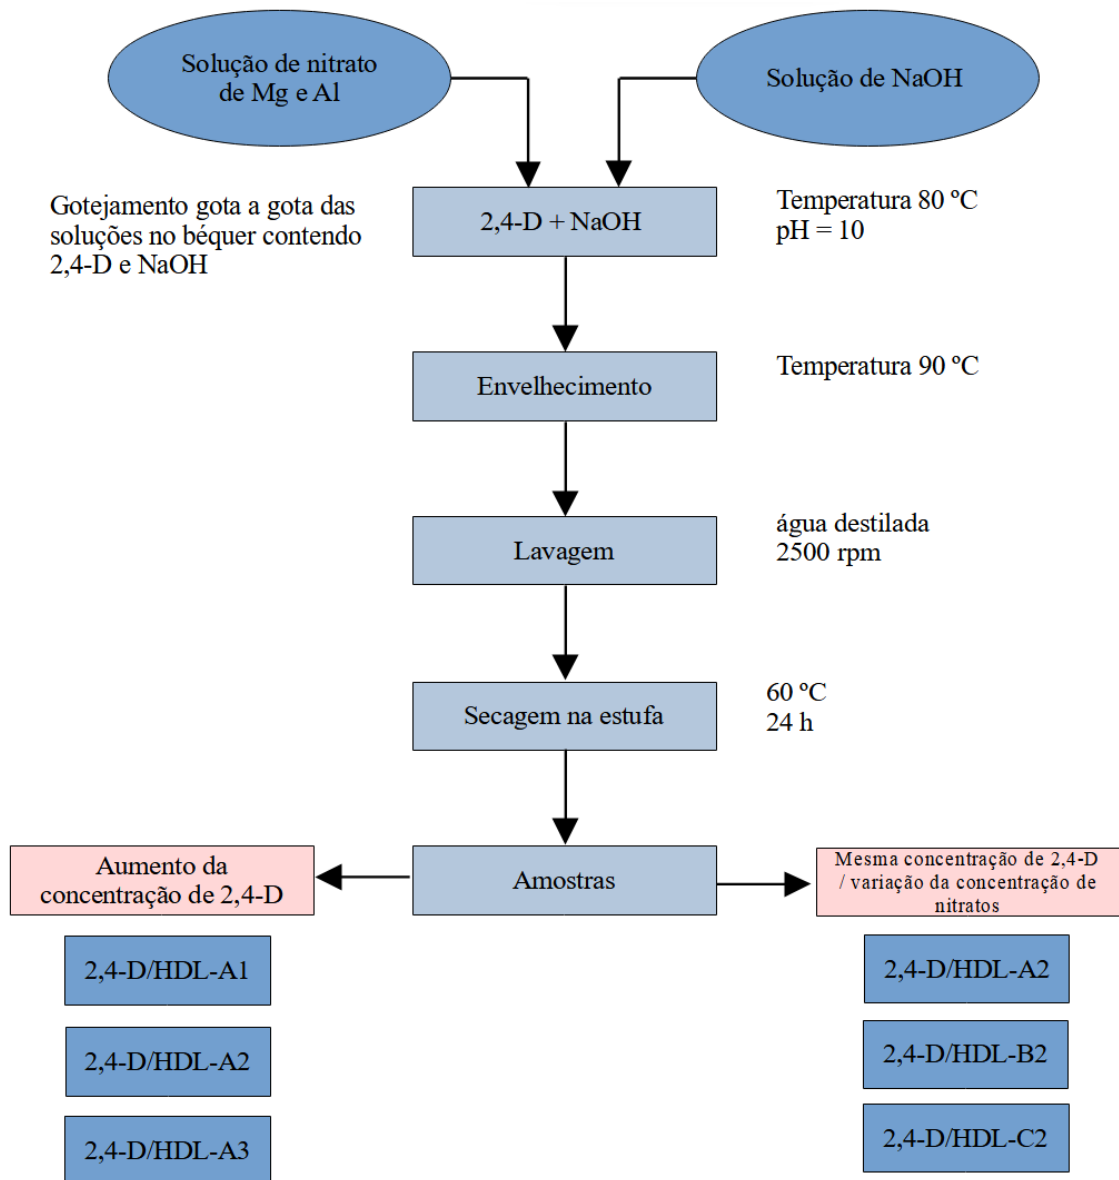 Solução de nitrato
de Mg e Al
Solução de NaOH
Gotejamento gota a gota das
soluções no béquer contendo
2,4-D e NaOH
2,4-D + NaOH
Temperatura 80 ºC
pH = 10
Envelhecimento
Temperatura 90 ºC
Lavagem
água destilada
2500 rpm
Secagem na estufa
60 ºC
24 h
Aumento da
concentração de 2,4-D
Amostras
Mesma concentração de 2,4-D
/ variação da concentração de
nitratos
2,4-D/HDL-A1
2,4-D/HDL-A2
2,4-D/HDL-A3
2,4-D/HDL-A2
2,4-D/HDL-B2
2,4-D/HDL-C2